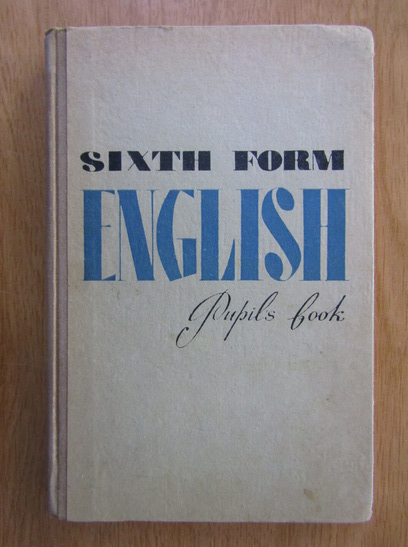 SIXTH FORM
ENGLISH
Pupil's book